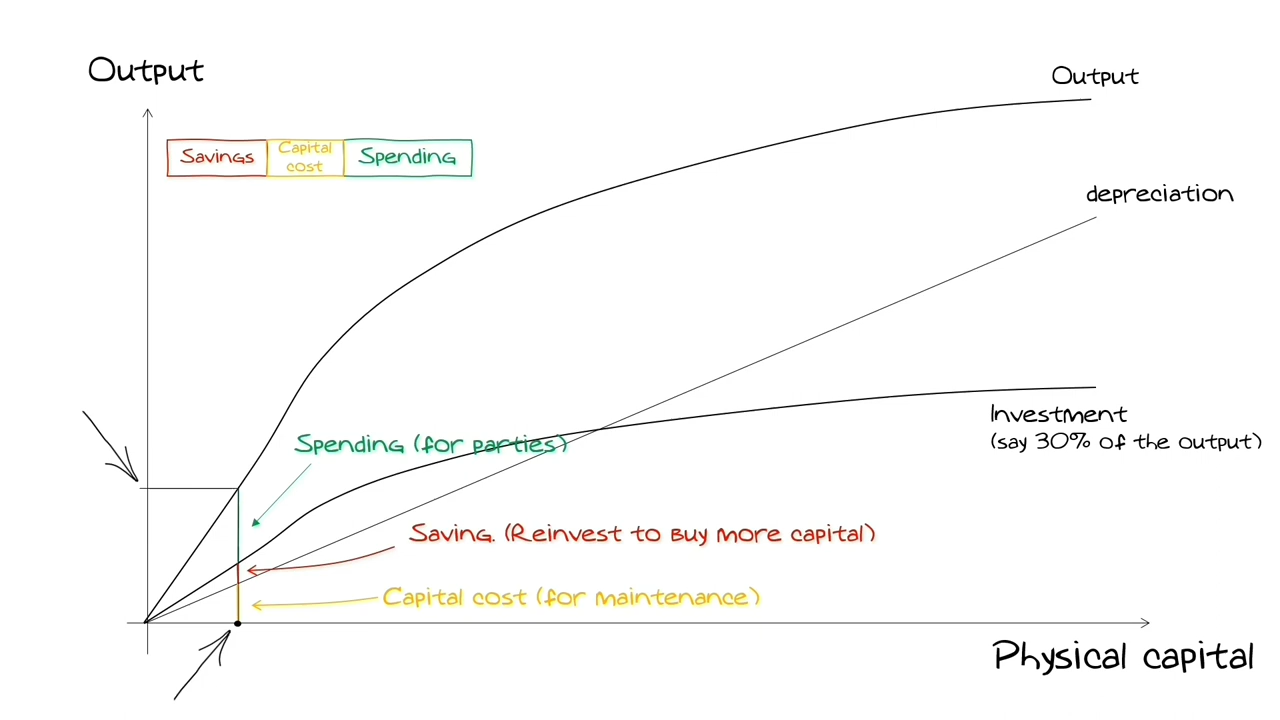 Output
Output
Savings
Capital
cost
Spending
depreciation
Investment
(say 30% of the output)
Spending (for parties)
Saving. (Reinvest to buy more capital)
Capital cost (for maintenance)
Physical capital